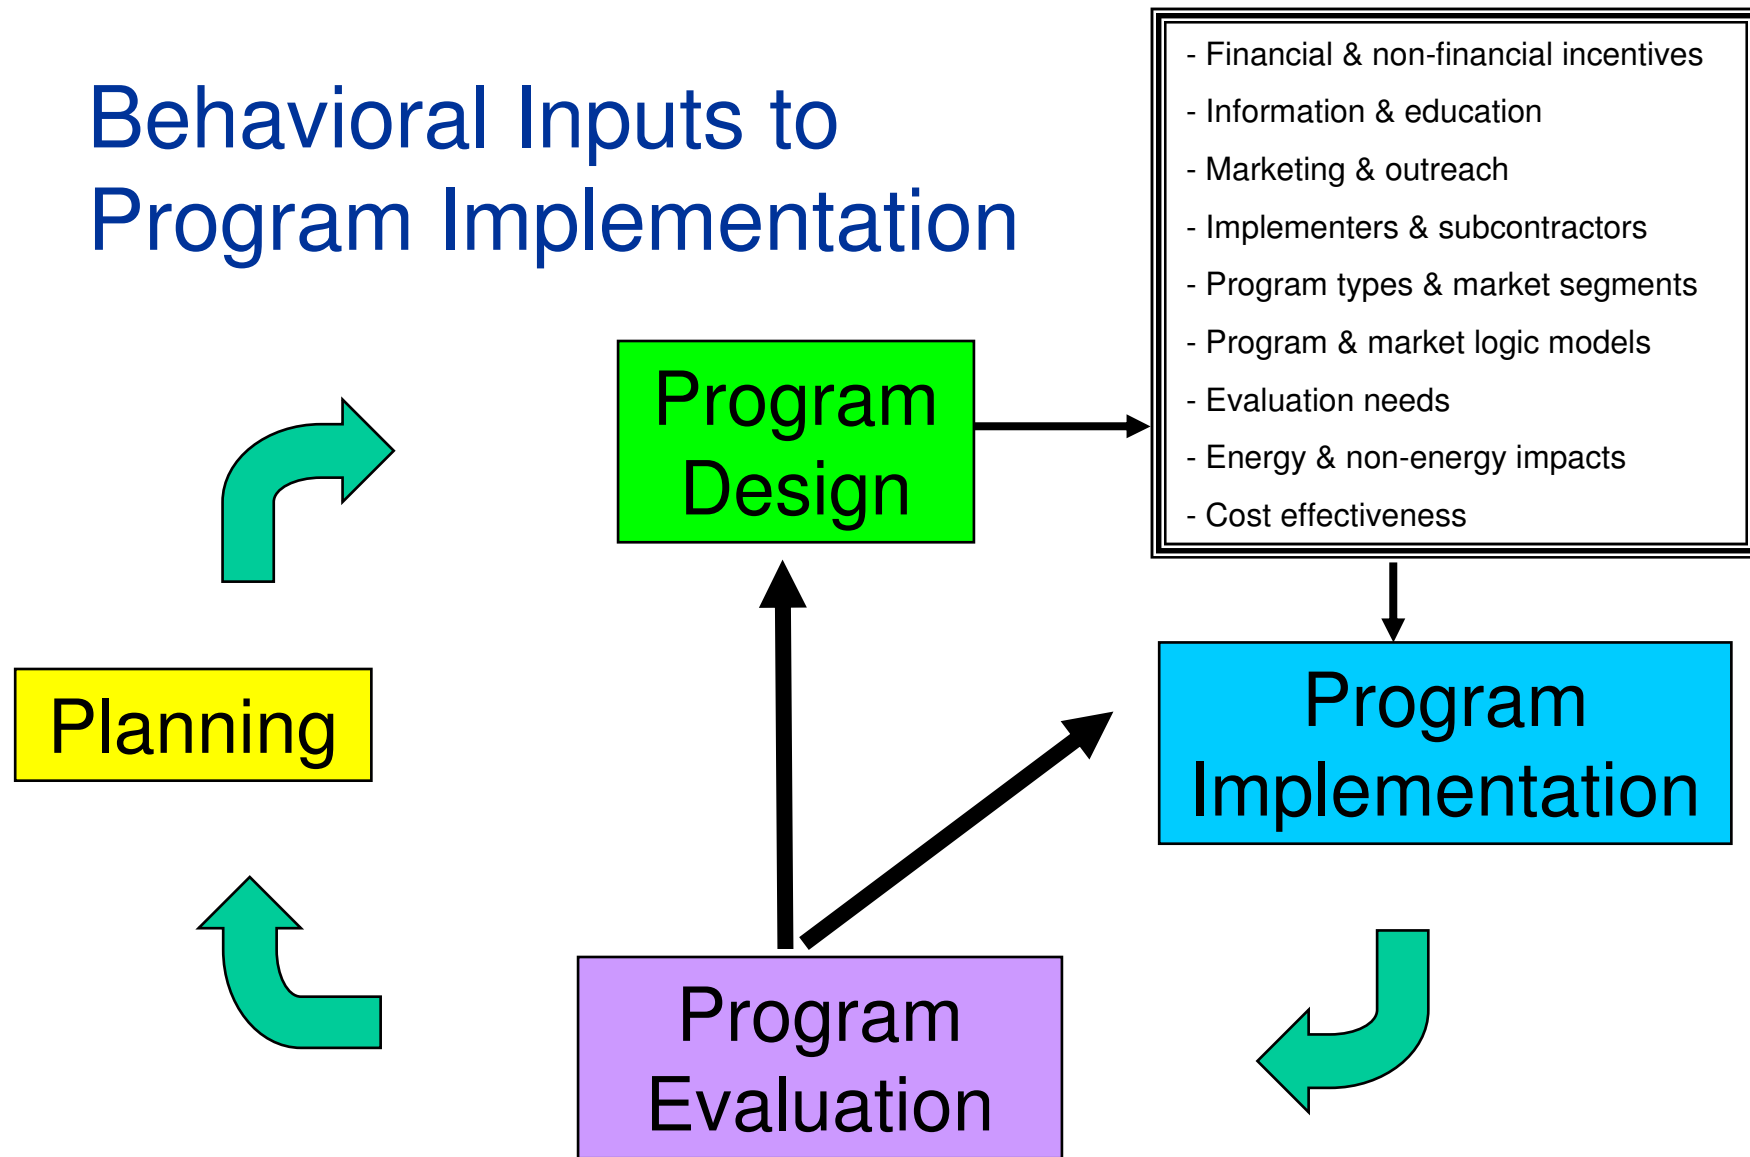 Behavioral Inputs to
Program Implementation
- Financial & non-financial incentives
- Information & education
- Marketing & outreach
- Implementers & subcontractors
- Program types & market segments
- Program & market logic models
- Evaluation needs
- Energy & non-energy impacts
- Cost effectiveness
Program
Design
Planning
Program
Implementation
Program
Evaluation